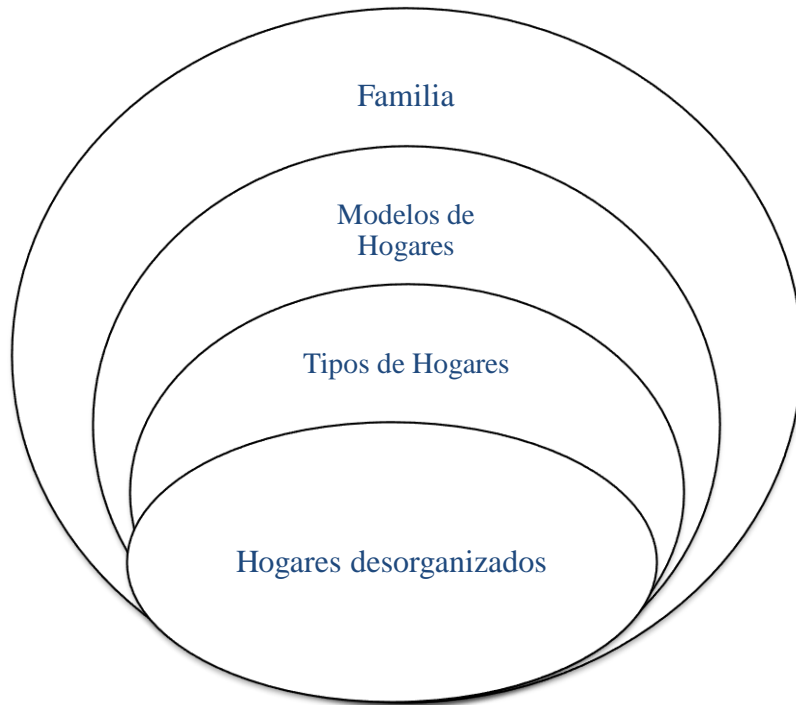 Familia
Modelos de
Hogares
Tipos de Hogares
Hogares desorganizados